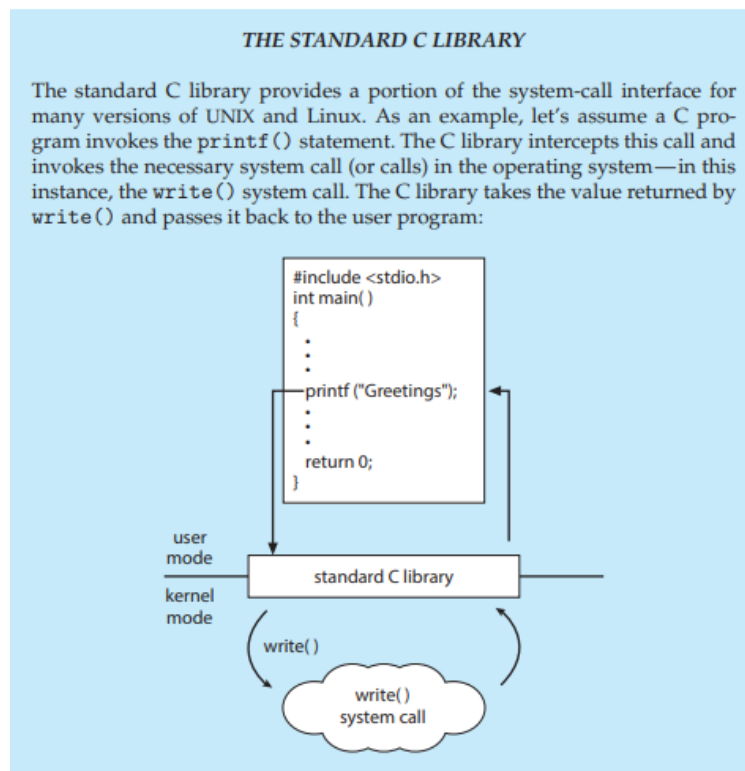 THE STANDARD C LIBRARY
The standard C library provides a portion of the system-call interface for
many versions of UNIX and Linux. As an example, let's assume a C pro-
gram invokes the printf() statement. The C library intercepts this call and
invokes the necessary system call (or calls) in the operating system—in this
instance, the write() system call. The C library takes the value returned by
write() and passes it back to the user program:
#include <stdio.h>
int main( )
{
•
•
•
printf ("Greetings");
•
•
•
return 0;
}
user
mode
standard C library
kernel
mode
write( )
write( )
system call